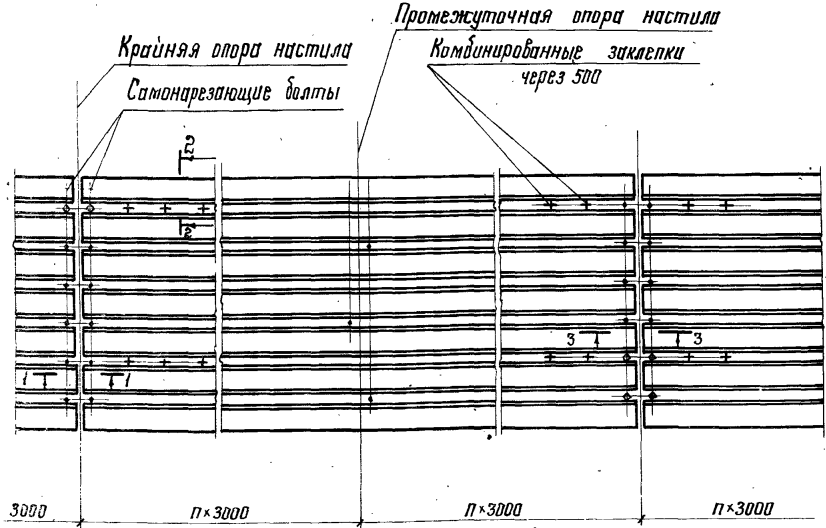 Промежуточная опора настила
Крайняя опора настила
Комбинированные заклепки
через 500
Самонарезающие болты
2
2
3 3
1 1
3000 п×3000 п×3000 п×3000